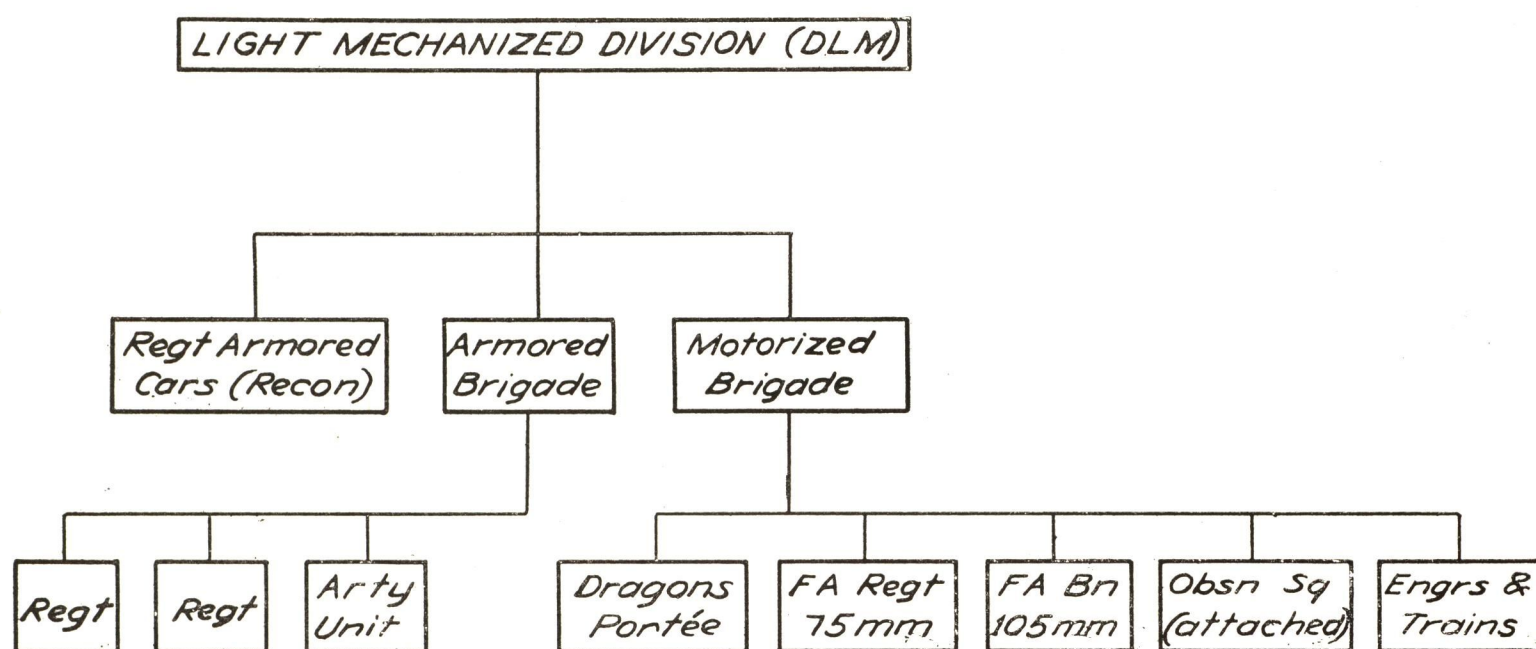 LIGHT MECHANIZED DIVISION (DLM)
Regt Armored
Cars (Recon)
Armored
Brigade
Motorized
Brigade
Regt
Regt
Arty
Unit
Dragons
Portée
FA Regt
75mm
FA Bn
105mm
Obsn Sq
(attached)
Engrs &
Trains